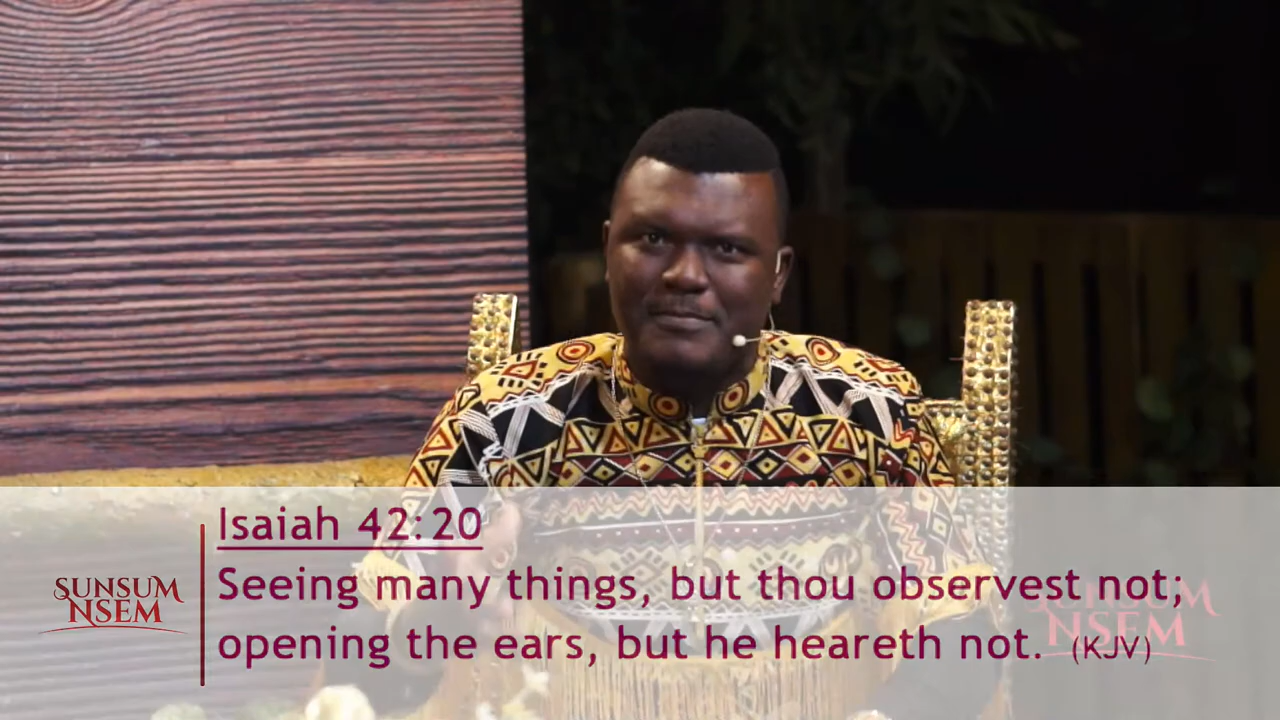 Isaiah 42:20
Seeing many things, but thou observest not;
opening the ears, but he heareth not. (KJV)
SUNSUM
NSEM
SUNSUM
NSEM